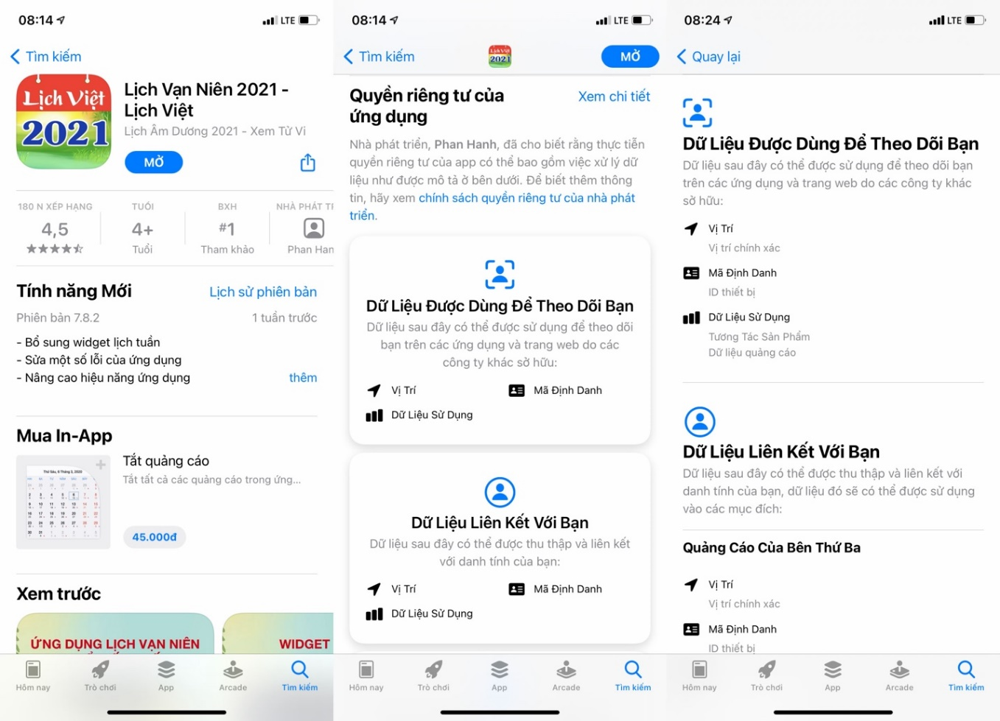 08:14
LTE
Tìm kiếm
Lịch Việt
2021
Lịch Vạn Niên 2021 -
Lịch Việt
Lịch Âm Dương 2021 - Xem Tử Vi
MỞ
180 N XẾP HẠNG
4,5
TUỔI
4+
Tuổi
BXH
#1
Tham khảo
NHÀ PHÁT TR
Phan Han
Tính năng Mới
Lịch sử phiên bản
Phiên bản 7.8.2
1 tuần trước
- Bổ sung widget lịch tuần
- Sửa một số lỗi của ứng dụng
- Nâng cao hiệu năng ứng dụng
thêm
Mua In-App
Tắt quảng cáo
Tắt tất cả các quảng cáo trong ứng...
45.000đ
Xem trước
ỨNG DỤNG LỊCH VẠN NIÊN
WIDGET
Hôm nay
Trò chơi
App
Arcade
Tìm kiếm
08:14
LTE
Tìm kiếm
Lịch Việt
2021
MỞ
Quyền riêng tư của
ứng dụng
Xem chi tiết
Nhà phát triển, Phan Hanh, đã cho biết rằng thực tiễn
quyền riêng tư của app có thể bao gồm việc xử lý dữ
liệu như được mô tả ở bên dưới. Để biết thêm thông
tin, hãy xem chính sách quyền riêng tư của nhà phát
triển.
Dữ Liệu Được Dùng Để Theo Dõi Bạn
Dữ liệu sau đây có thể được sử dụng để theo dõi
bạn trên các ứng dụng và trang web do các
công ty khác sở hữu:
Vị Trí
Mã Định Danh
Dữ Liệu Sử Dụng
Dữ Liệu Liên Kết Với Bạn
Dữ liệu sau đây có thể được thu thập và liên kết
với danh tính của bạn:
Vị Trí
Mã Định Danh
Dữ Liệu Sử Dụng
Hôm nay
Trò chơi
App
Arcade
Tìm kiếm
08:24
LTE
Quay lại
Dữ Liệu Được Dùng Để Theo Dõi Bạn
Dữ liệu sau đây có thể được sử dụng để theo dõi bạn
trên các ứng dụng và trang web do các công ty khác
sở hữu:
Vị Trí
Vị trí chính xác
Mã Định Danh
ID thiết bị
Dữ Liệu Sử Dụng
Tương Tác Sản Phẩm
Dữ liệu quảng cáo
Dữ Liệu Liên Kết Với Bạn
Dữ liệu sau đây có thể được thu thập và liên kết với
danh tính của bạn, dữ liệu đó sẽ có thể được sử dụng
vào các mục đích:
Quảng Cáo Của Bên Thứ Ba
Vị Trí
Vị trí chính xác
Mã Định Danh
ID thiết bị
Hôm nay
Trò chơi
App
Arcade
Tìm kiếm